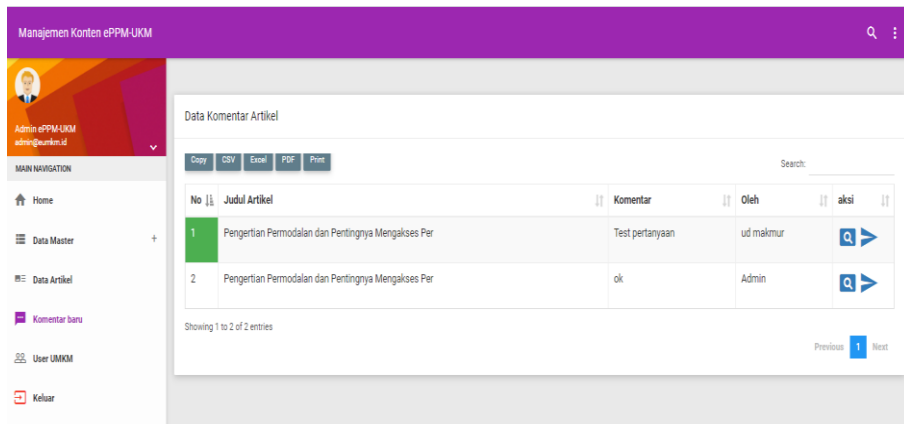 Manajemen Konten ePPM-UKM
Admin ePPM-UKM
admin@eumkm.id
MAIN NAVIGATION
Home
Data Master +
Data Artikel
Komentar baru
User UMKM
Keluar
Data Komentar Artikel
Copy CSV Excel PDF Print
Search:
No Judul Artikel Komentar Oleh aksi
1 Pengertian Permodalan dan Pentingnya Mengakses Per Test pertanyaan ud makmur
2 Pengertian Permodalan dan Pentingnya Mengakses Per ok Admin
Showing 1 to 2 of 2 entries
Previous 1 Next